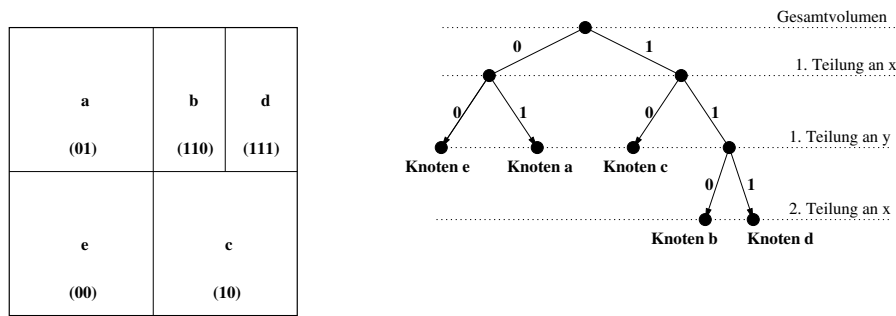 a b d
(01) (110) (111)
e c
(00) (10)
Gesamtvolumen
0 1
1. Teilung an x
0 1 0 1
1. Teilung an y
Knoten e Knoten a Knoten c
0 1
2. Teilung an x
Knoten b Knoten d